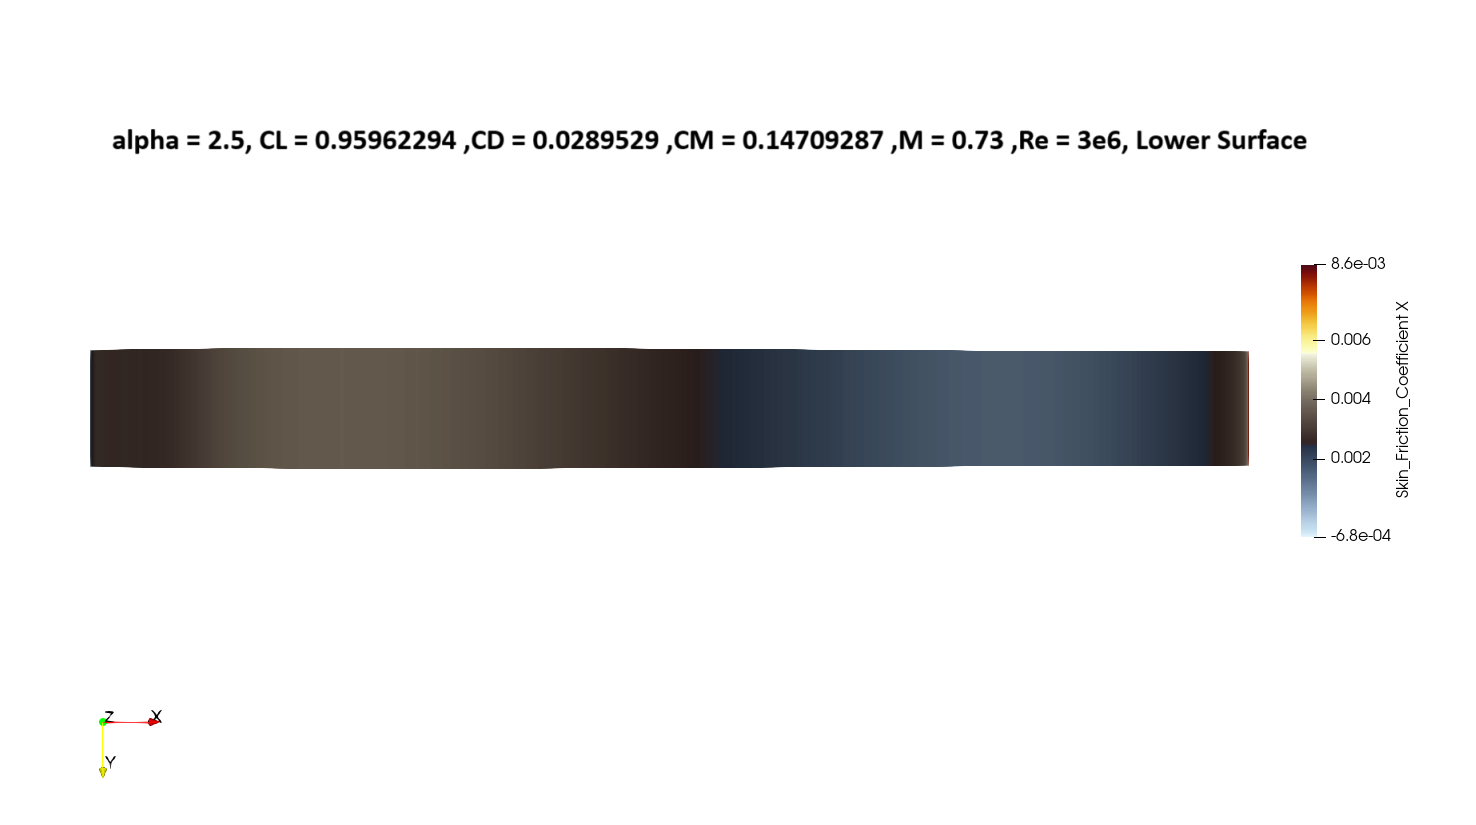 alpha = 2.5, CL = 0.95962294 ,CD = 0.0289529 ,CM = 0.14709287 ,M = 0.73 ,Re = 3e6, Lower Surface
8.6e-03
0.006
0.004
0.002
-6.8e-04
Skin_Friction_Coefficient X
Z
X
Y